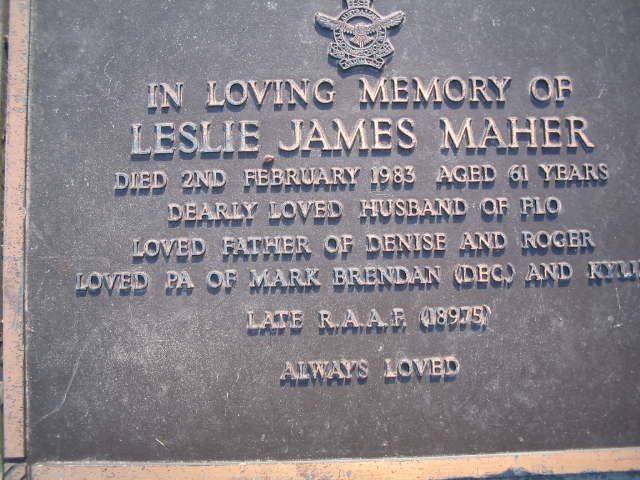 IN LOVING MEMORY OF
LESLIE JAMES MAHER
DIED 2ND FEBRUARY 1983 AGED 61 YEARS
DEARLY LOVED HUSBAND OF FLO
LOVED FATHER OF DENISE AND ROGER
LOVED PA OF MARK BRENDAN (DEC.) AND
LATE R.A.A.F. (18975)
ALWAYS LOVED